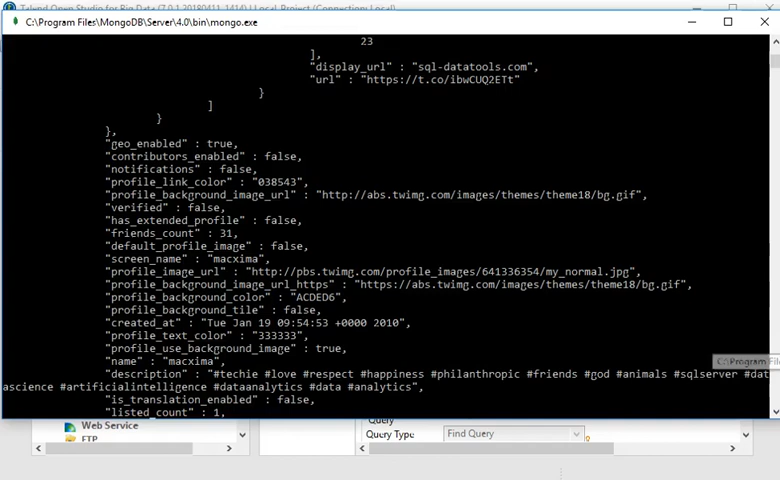 Talend Open Studio for Big Data (7.0.1.20180411_1414) | Local_Project (Connection: Local)
C:\Program Files\MongoDB\Server\4.0\bin\mongo.exe
23
],
"display_url" : "sql-datatools.com",
"url" : "https://t.co/ibwCUQ2ETt"
}
]
}
},
"geo_enabled" : true,
"contributors_enabled" : false,
"notifications" : false,
"profile_link_color" : "038543",
"profile_background_image_url" : "http://abs.twimg.com/images/themes/theme18/bg.gif",
"verified" : false,
"has_extended_profile" : false,
"friends_count" : 31,
"default_profile_image" : false,
"screen_name" : "macxima",
"profile_image_url" : "http://pbs.twimg.com/profile_images/641336354/my_normal.jpg",
"profile_background_image_url_https" : "https://abs.twimg.com/images/themes/theme18/bg.gif",
"profile_background_color" : "ACDED6",
"profile_background_tile" : false,
"created_at" : "Tue Jan 19 09:54:53 +0000 2010",
"profile_text_color" : "333333",
"profile_use_background_image" : true,
"name" : "macxima",
C:\Program Fil
"description" : "#techie #love #respect #happiness #philanthropic #friends #god #animals #sqlserver #dat
ascience #artificialintelligence #dataanalytics #data #analytics",
"is_translation_enabled" : false,
"listed_count" : 1,
Web Service
FTP
Query
Query Type
Find Query